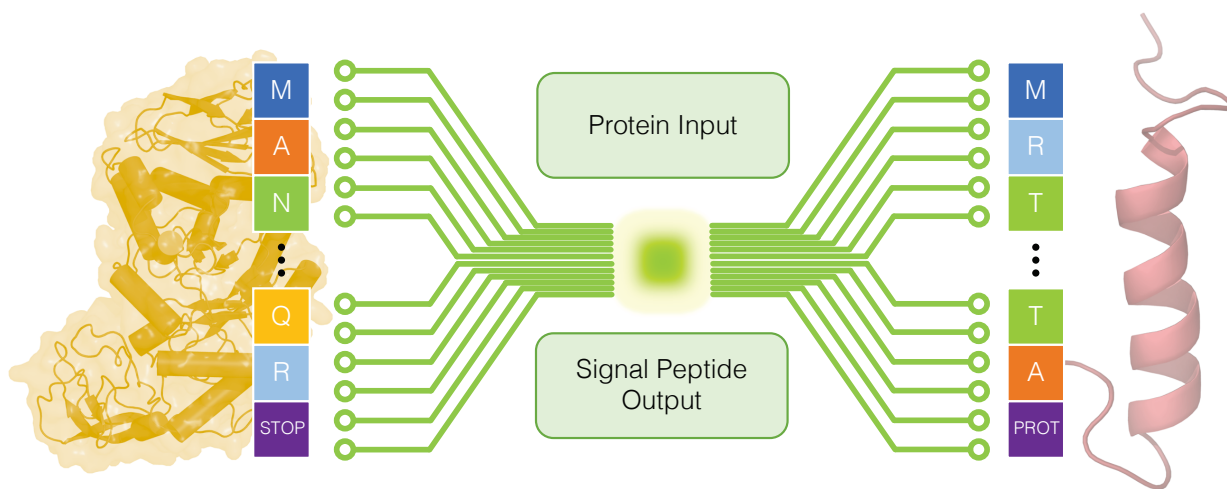 M
A
N
Q
R
STOP
Protein Input
Signal Peptide
Output
M
R
T
T
A
PROT